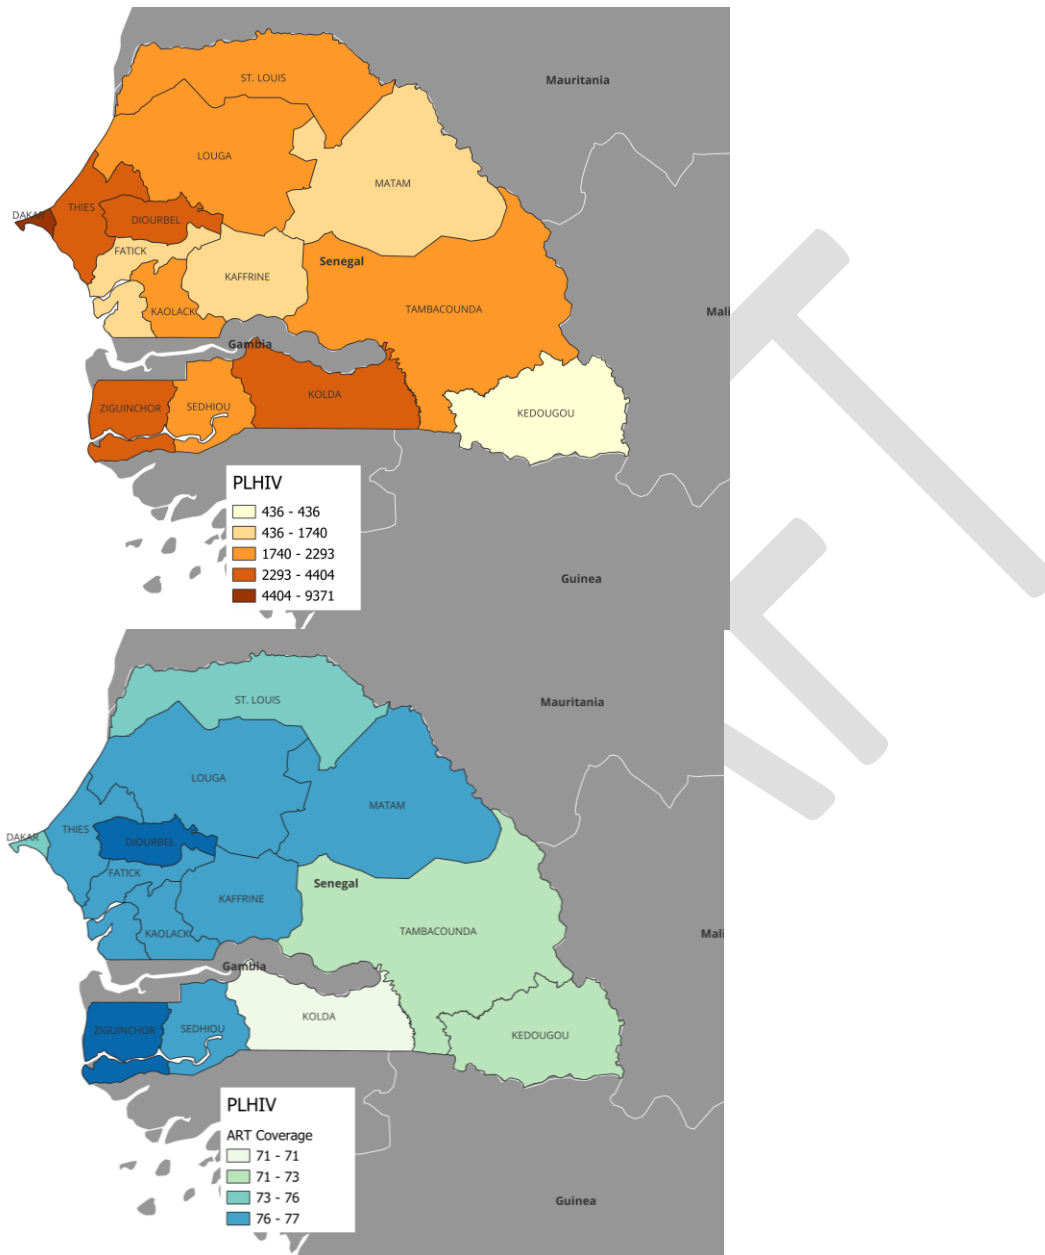 Mauritania
ST. LOUIS
LOUGA
MATAM
THIES
DAKAR
DIOURBEL
FATICK
Senegal
KAFFRINE
TAMBACOUNDA
KAOLACK
Mali
Gambia
KOLDA
ZIGUINCHOR
SEDHIOU
KEDOUGOU
PLHIV
436 - 436
436 - 1740
1740 - 2293
2293 - 4404
4404 - 9371
Guinea
ST. LOUIS
Mauritania
LOUGA
MATAM
THIES
DAKAR
DIOURBEL
FATICK
Senegal
KAFFRINE
TAMBACOUNDA
KAOLACK
Mali
Gambia
KOLDA
ZIGUINCHOR
SEDHIOU
KEDOUGOU
PLHIV
ART Coverage
71 - 71
71 - 73
73 - 76
76 - 77
Guinea